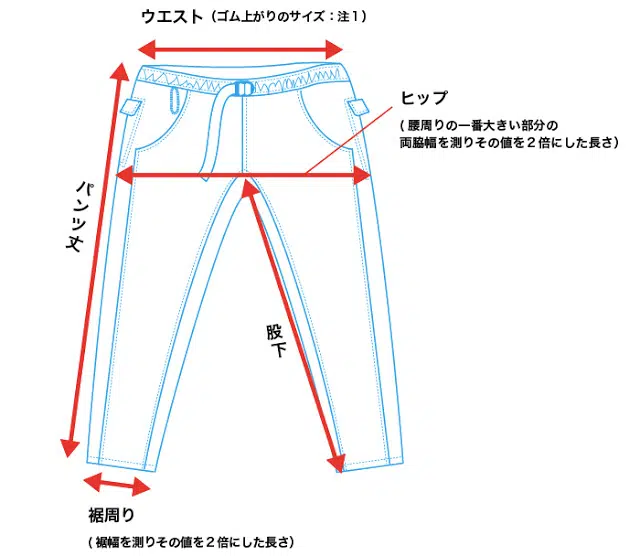 ウエスト（ゴム上がりのサイズ：注１）
ヒップ
( 腰周りの一番大きい部分の
両脇幅を測りその値を２倍にした長さ）
パンツ丈
股下
裾周り
( 裾幅を測りその値を２倍にした長さ）